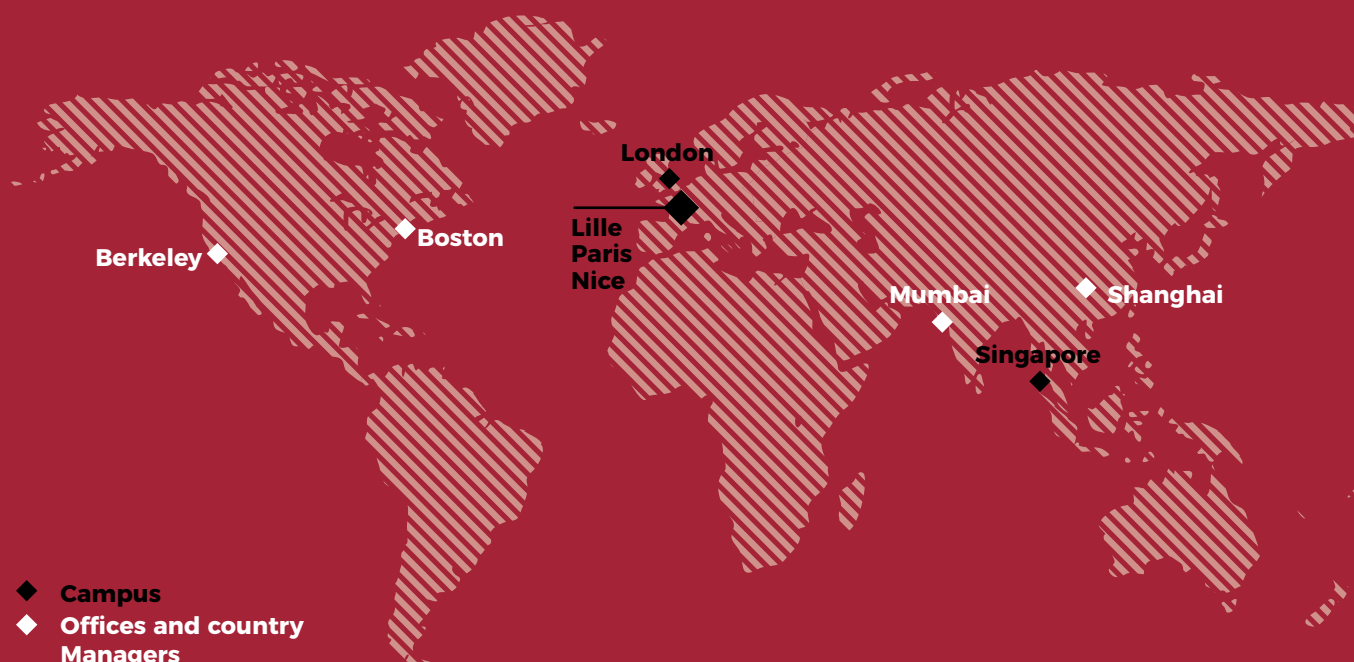 London
Lille
Paris
Nice
Boston
Berkeley
Mumbai
Shanghai
Singapore
Campus
Offices and country
Managers